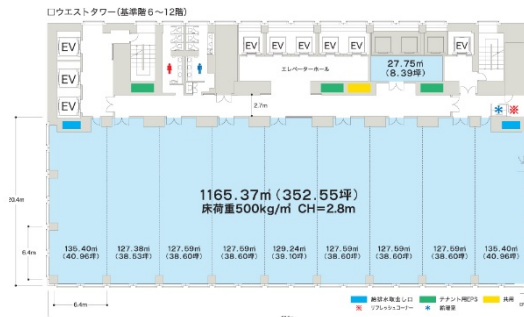 □ウエストタワー(基準階6～12階)
EV
EV
EV
EV
EV
EV
EV
EV
EV
エレベーターホール
27.75㎡
(8.39坪)
2.7m
1165.37㎡(352.55坪)
床荷重500kg/㎡ CH=2.8m
6.4m
135.40㎡
(40.96坪)
127.38㎡
(38.53坪)
127.59㎡
(38.60坪)
127.59㎡
(38.60坪)
129.24㎡
(39.10坪)
127.59㎡
(38.60坪)
127.59㎡
(38.60坪)
127.59㎡
(38.60坪)
135.40㎡
(40.96坪)
6.4m
給排水取出し口
テナント用EPS
共用
リフレッシュコーナー
給湯室